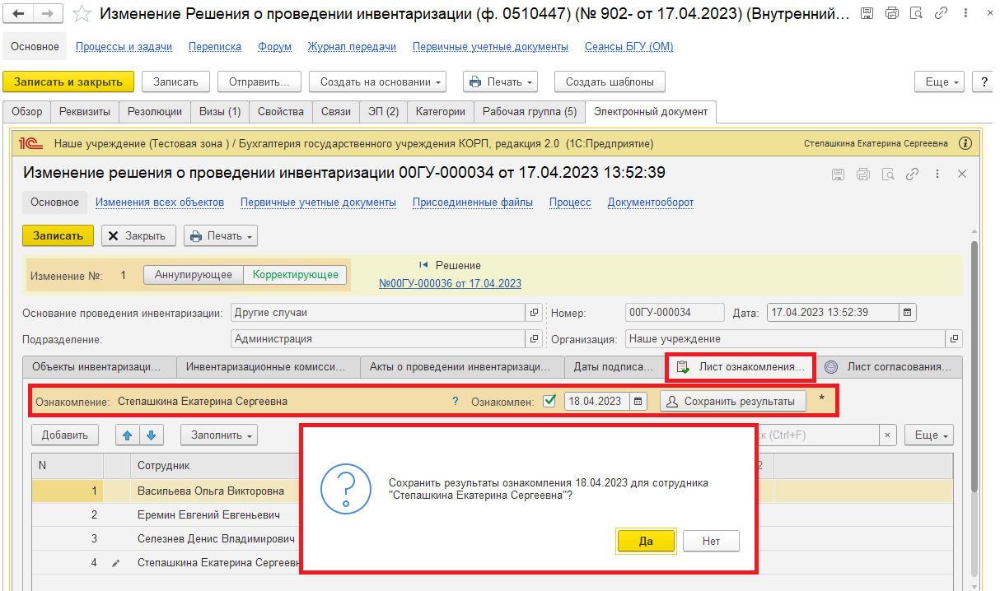 Изменение Решения о проведении инвентаризации (ф. 0510447) (№ 902- от 17.04.2023) (Внутренний...
Основное Процессы и задачи Переписка Форум Журнал передачи Первичные учетные документы Сеансы БГУ (ОМ)
Записать и закрыть Записать Отправить... Создать на основании Печать Создать шаблоны Еще ?
Обзор Реквизиты Резолюции Визы (1) Свойства Связи ЭП (2) Категории Рабочая группа (5) Электронный документ
1С Наше учреждение (Тестовая зона ) / Бухгалтерия государственного учреждения КОРП, редакция 2.0 (1С:Предприятие) Степашкина Екатерина Сергеевна i
Изменение решения о проведении инвентаризации 00ГУ-000034 от 17.04.2023 13:52:39
Основное Изменения всех объектов Первичные учетные документы Присоединенные файлы Процесс Документооборот
Записать Закрыть Печать
Решение
Изменение №: 1 Аннулирующее Корректирующее
№00ГУ-000036 от 17.04.2023
Основание проведения инвентаризации: Другие случаи Номер: 00ГУ-000034 Дата: 17.04.2023 13:52:39
Подразделение: Администрация Организация: Наше учреждение
Объекты инвентаризаци... Инвентаризационные комисси... Акты о проведении инвентаризаци... Даты подписа... Лист ознакомления... Лист согласования...
Ознакомление: Степашкина Екатерина Сергеевна ? Ознакомлен: 18.04.2023 Сохранить результаты *
Добавить Заполнить (Ctrl+F) × Еще
N Сотрудник 2
1 Васильева Ольга Викторовна
2 Еремин Евгений Евгеньевич
3 Селезнев Денис Владимирович
4 Степашкина Екатерина Сергеевн
Сохранить результаты ознакомления 18.04.2023 для сотрудника
"Степашкина Екатерина Сергеевна"?
Да Нет